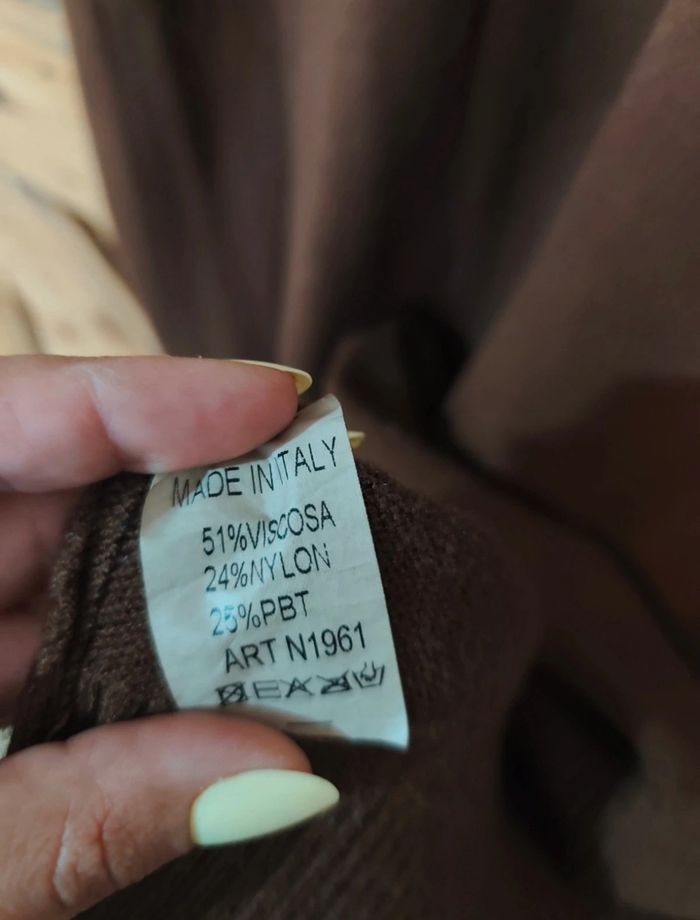 MADE IN ITALY
51%VISCOSA
24%NYLON
25%PBT
ART N1961